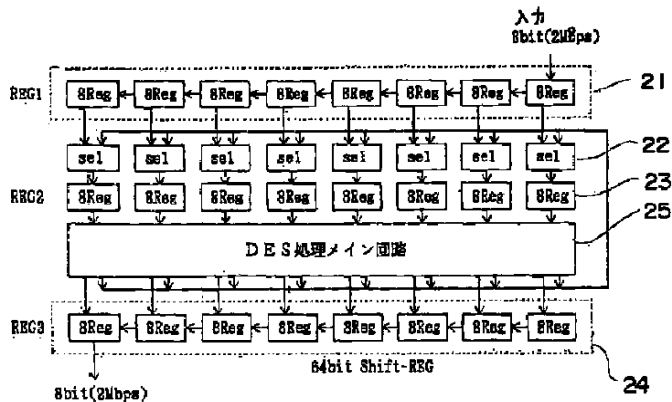 入力
8bit(2MBps)
REG1
8Reg 8Reg 8Reg 8Reg 8Reg 8Reg 8Reg 8Reg
21
sel sel sel sel sel sel sel sel
22
REG2
8Reg 8Reg 8Reg 8Reg 8Reg 8Reg 8Reg 8Reg
23
25
DES処理メイン回路
REG3
8Reg 8Reg 8Reg 8Reg 8Reg 8Reg 8Reg 8Reg
64bit Shift-REG
24
8bit(2Mbps)